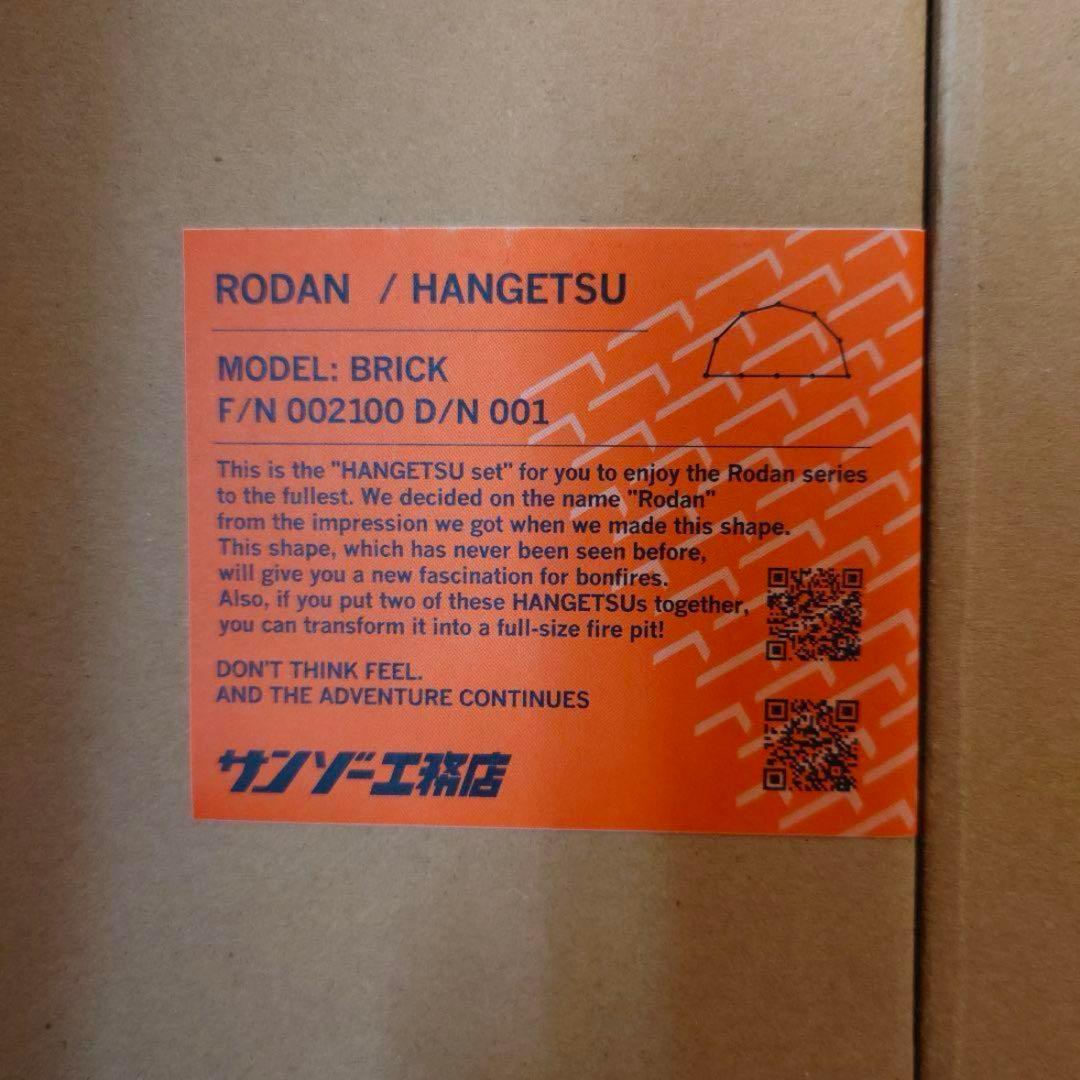 RODAN / HANGETSU
MODEL: BRICK
F/N 002100 D/N 001
This is the "HANGETSU set" for you to enjoy the Rodan series
to the fullest. We decided on the name "Rodan"
from the impression we got when we made this shape.
This shape, which has never been seen before,
will give you a new fascination for bonfires.
Also, if you put two of these HANGETSUs together,
you can transform it into a full-size fire pit!
DON'T THINK FEEL.
AND THE ADVENTURE CONTINUES
サンゾー工務店